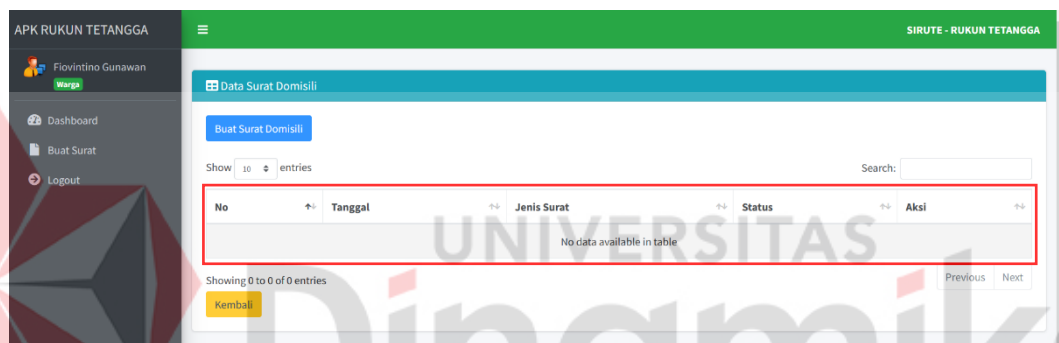 APK RUKUN TETANGGA
SIRUTE - RUKUN TETANGGA
Fiovintino Gunawan
Warga
Dashboard
Buat Surat
Logout
Data Surat Domisili
Buat Surat Domisili
Show 10 entries
Search:
No Tanggal Jenis Surat Status Aksi
No data available in table
Showing 0 to 0 of 0 entries
Previous Next
Kembali
UNIVERSITAS
Dinamika